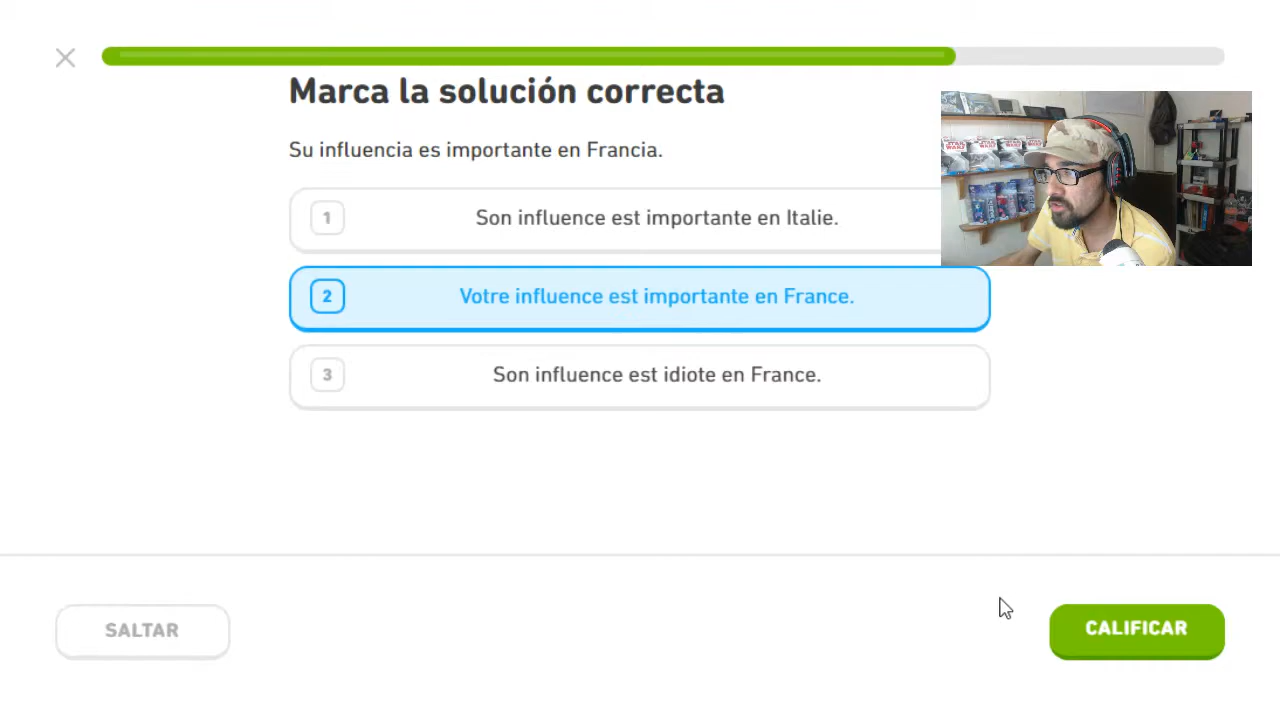 Marca la solución correcta
Su influencia es importante en Francia.
1 Son influence est importante en Italie.
2 Votre influence est importante en France.
3 Son influence est idiote en France.
SALTAR
CALIFICAR